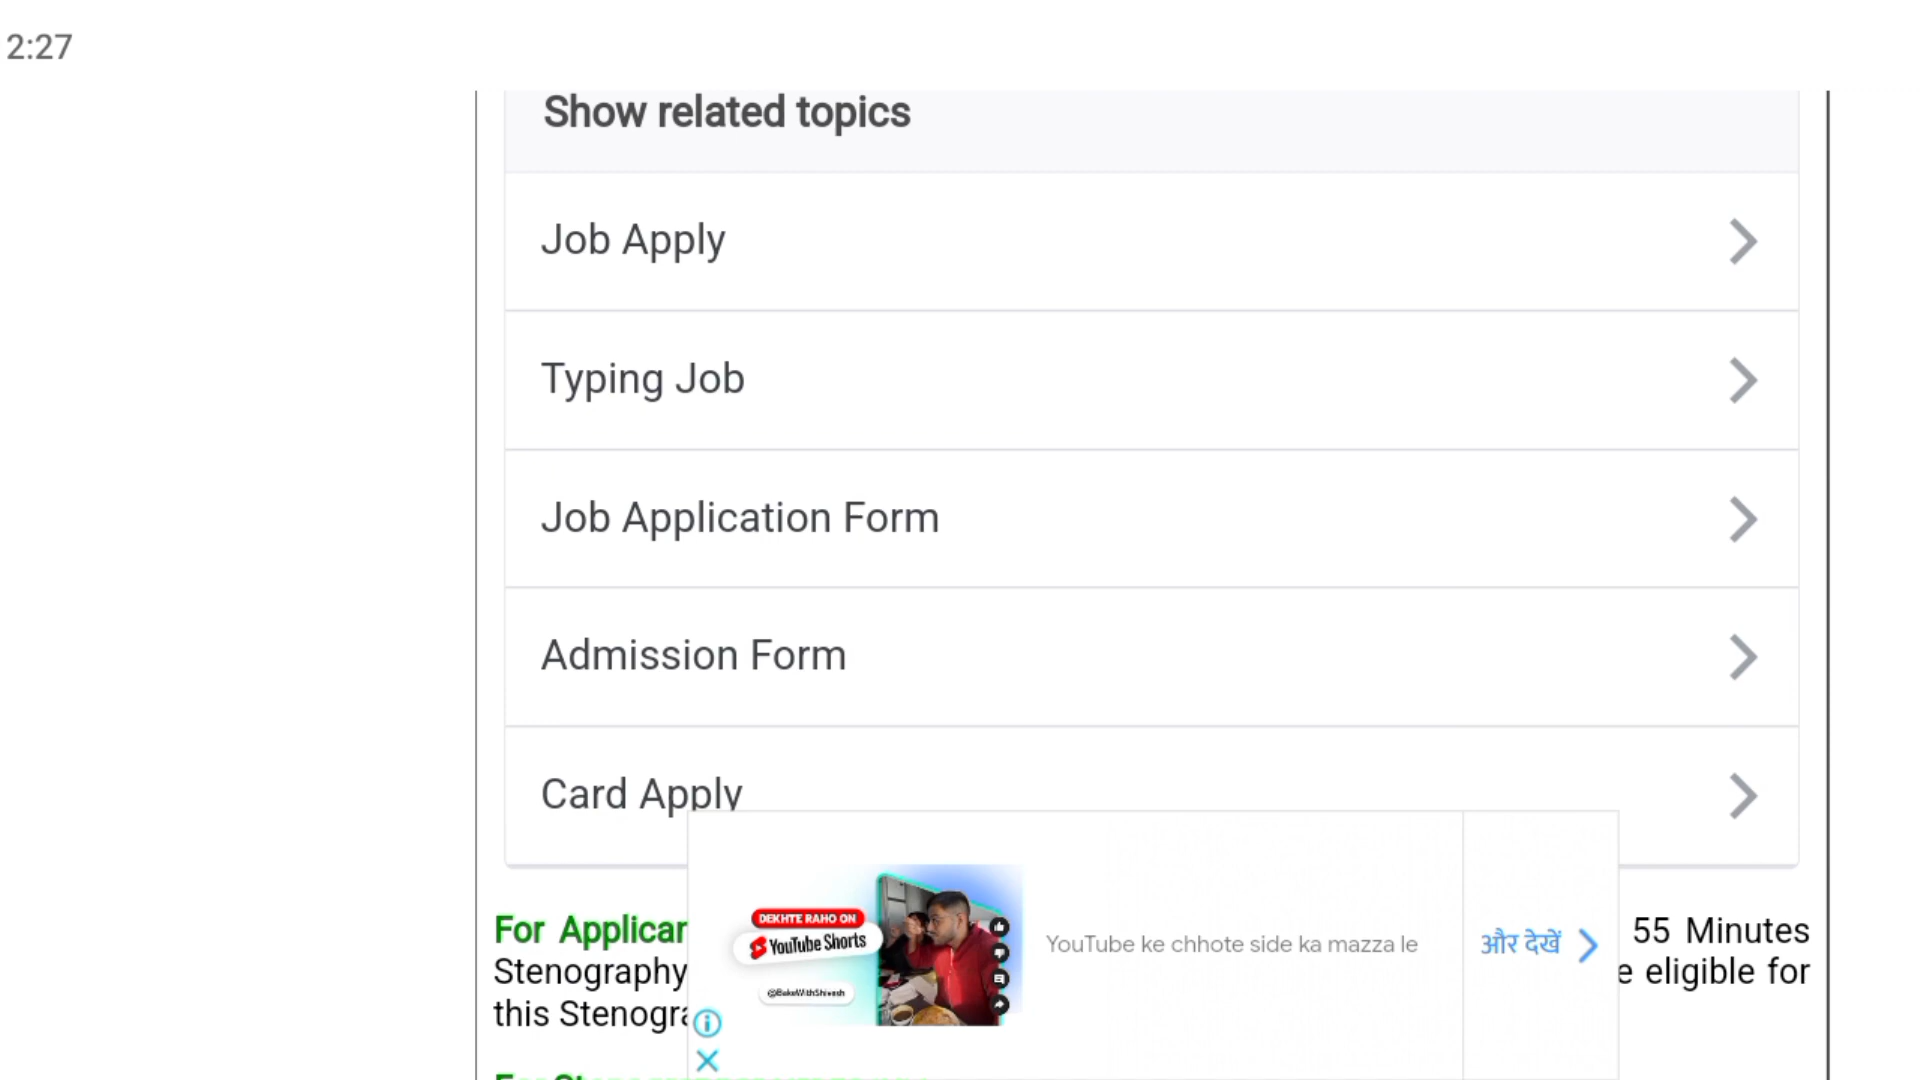 2:27
Show related topics
Job Apply
Typing Job
Job Application Form
Admission Form
Card Apply
DEKHTE RAHO ON
YouTube Shorts
@BakeWithShivesh
YouTube ke chhote side ka mazza le
और देखें
For Applicar
55 Minutes
Stenography
e eligible for
this Stenogra